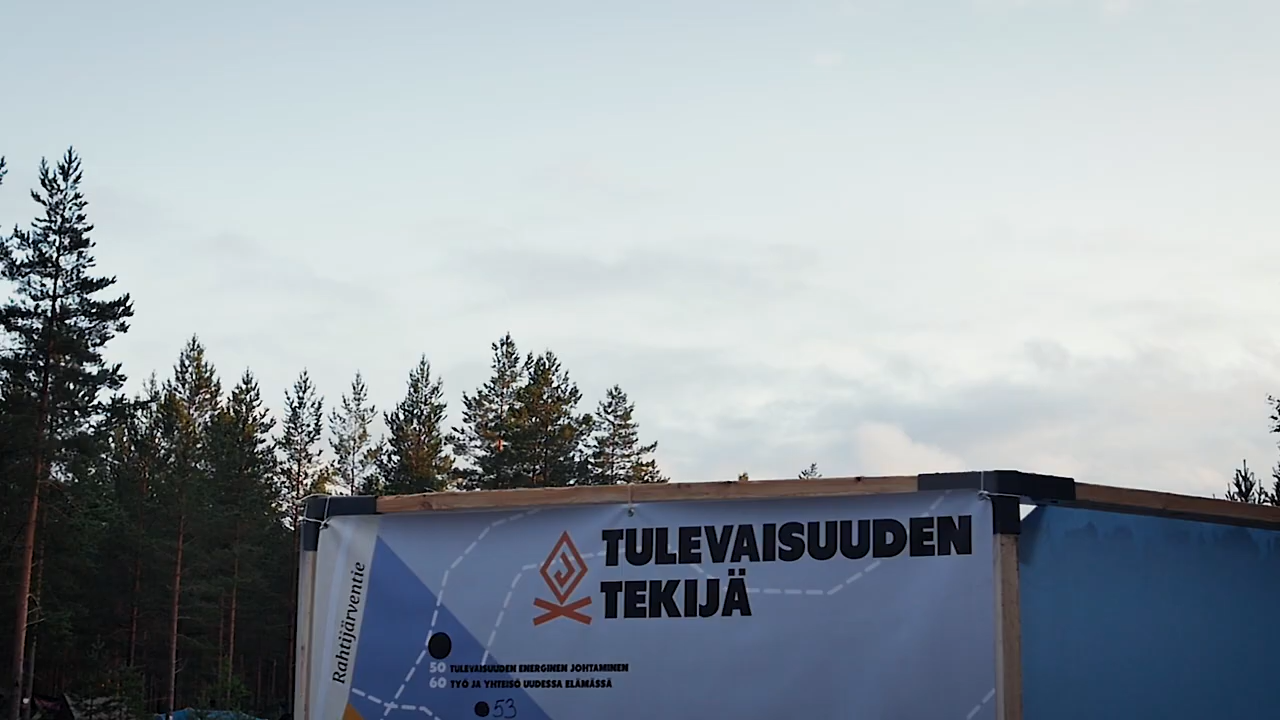 TULEVAISUUDEN
TEKIJÄ
Rahtijärventie
50 TULEVAISUUDEN ENERGINEN JOHTAMINEN
60 TYÖ JA YHTEISÖ UUDESSA ELÄMÄSSÄ
53